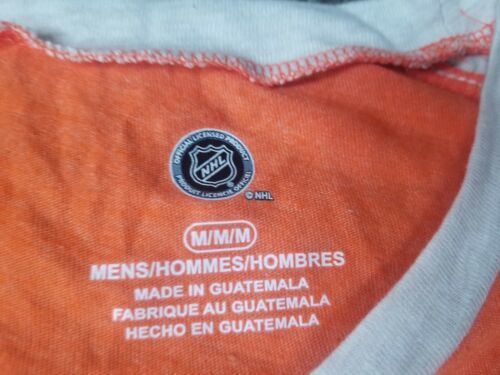 OFFICIAL LICENSED PRODUCT
NHL
PRODUIT LICENCIÉ OFFICIEL
© NHL
M/M/M
MENS/HOMMES/HOMBRES
MADE IN GUATEMALA
FABRIQUE AU GUATEMALA
HECHO EN GUATEMALA